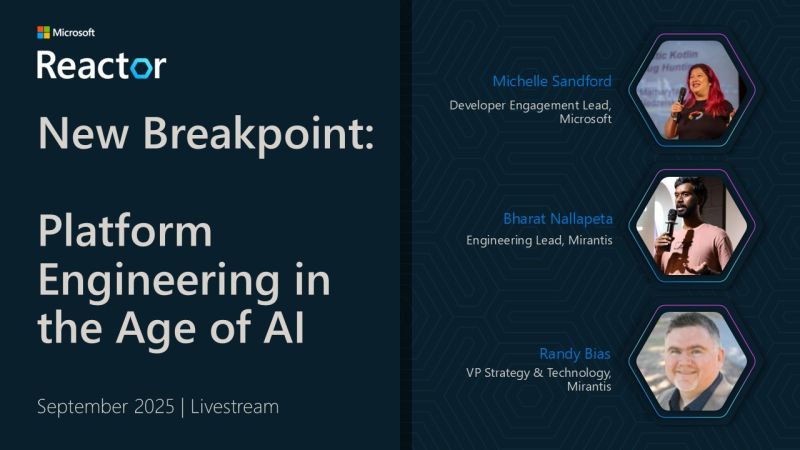 Microsoft
Reactor
New Breakpoint:
Platform
Engineering in
the Age of AI
September 2025 | Livestream
Michelle Sandford
Developer Engagement Lead,
Microsoft
Bharat Nallapeta
Engineering Lead, Mirantis
Randy Bias
VP Strategy & Technology,
Mirantis